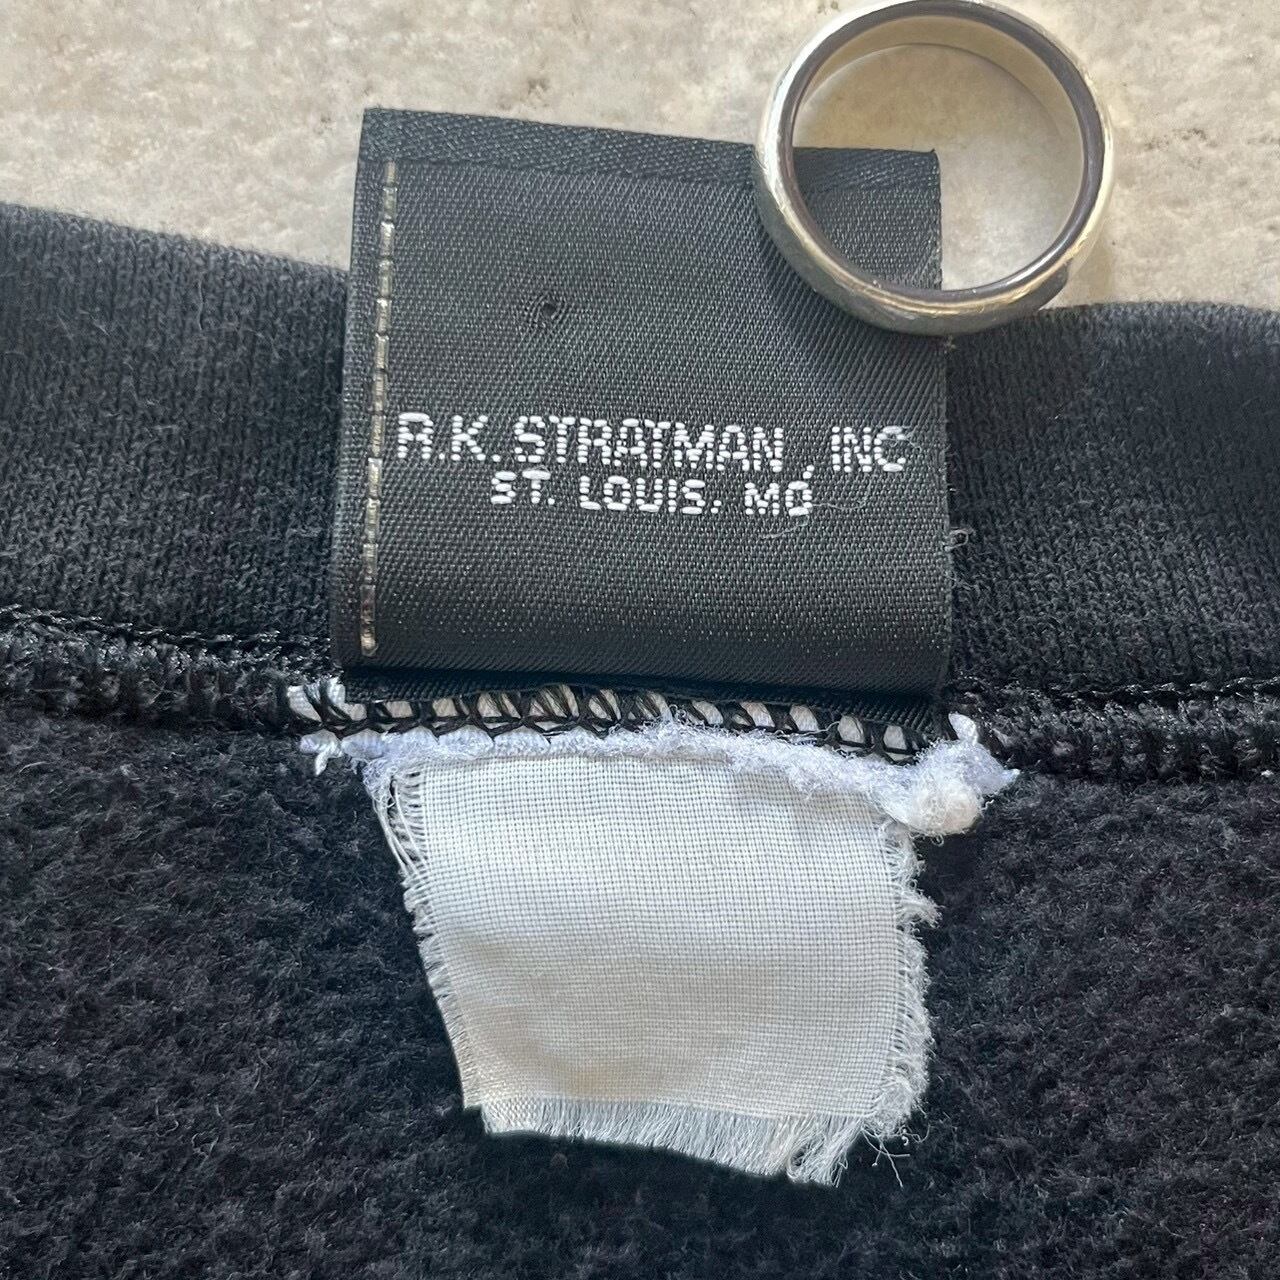 R.K. STRATMAN, INC
ST. LOUIS. MO